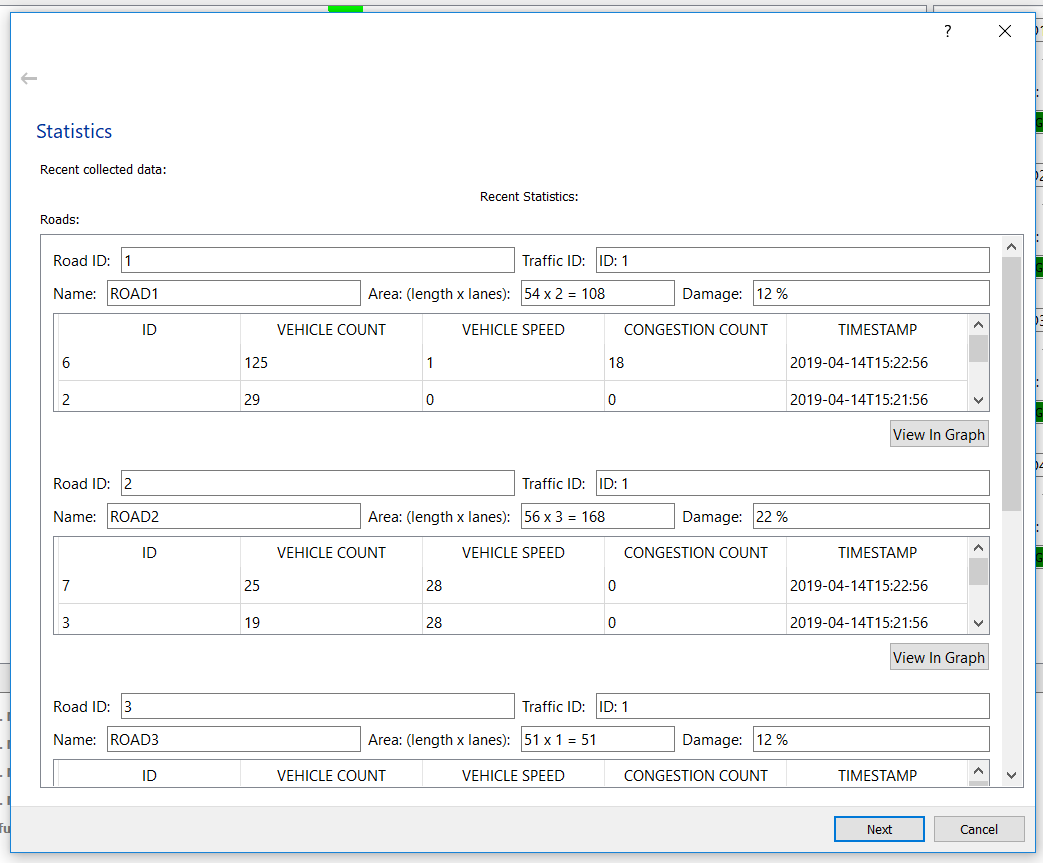 ?
Statistics
Recent collected data:
Recent Statistics:
Roads:
Road ID: 1 Traffic ID: ID: 1
Name: ROAD1 Area: (length x lanes): 54 x 2 = 108 Damage: 12 %
ID VEHICLE COUNT VEHICLE SPEED CONGESTION COUNT TIMESTAMP
6 125 1 18 2019-04-14T15:22:56
2 29 0 0 2019-04-14T15:21:56
View In Graph
Road ID: 2 Traffic ID: ID: 1
Name: ROAD2 Area: (length x lanes): 56 x 3 = 168 Damage: 22 %
ID VEHICLE COUNT VEHICLE SPEED CONGESTION COUNT TIMESTAMP
7 25 28 0 2019-04-14T15:22:56
3 19 28 0 2019-04-14T15:21:56
View In Graph
Road ID: 3 Traffic ID: ID: 1
Name: ROAD3 Area: (length x lanes): 51 x 1 = 51 Damage: 12 %
ID VEHICLE COUNT VEHICLE SPEED CONGESTION COUNT TIMESTAMP
Next Cancel